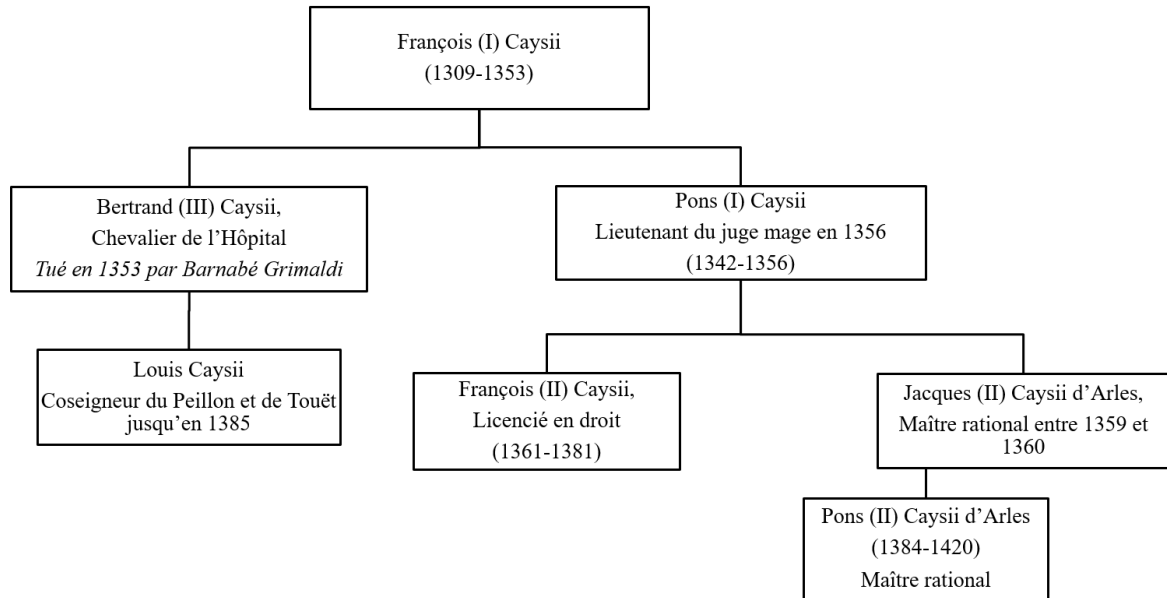 François (I) Caysii
(1309-1353)
Bertrand (III) Caysii,
Chevalier de l’Hôpital
Tué en 1353 par Barnabé Grimaldi
Pons (I) Caysii
Lieutenant du juge mage en 1356
(1342-1356)
Louis Caysii
Coseigneur du Peillon et de Touët
jusqu’en 1385
François (II) Caysii,
Licencié en droit
(1361-1381)
Jacques (II) Caysii d’Arles,
Maître rational entre 1359 et
1360
Pons (II) Caysii d’Arles
(1384-1420)
Maître rational